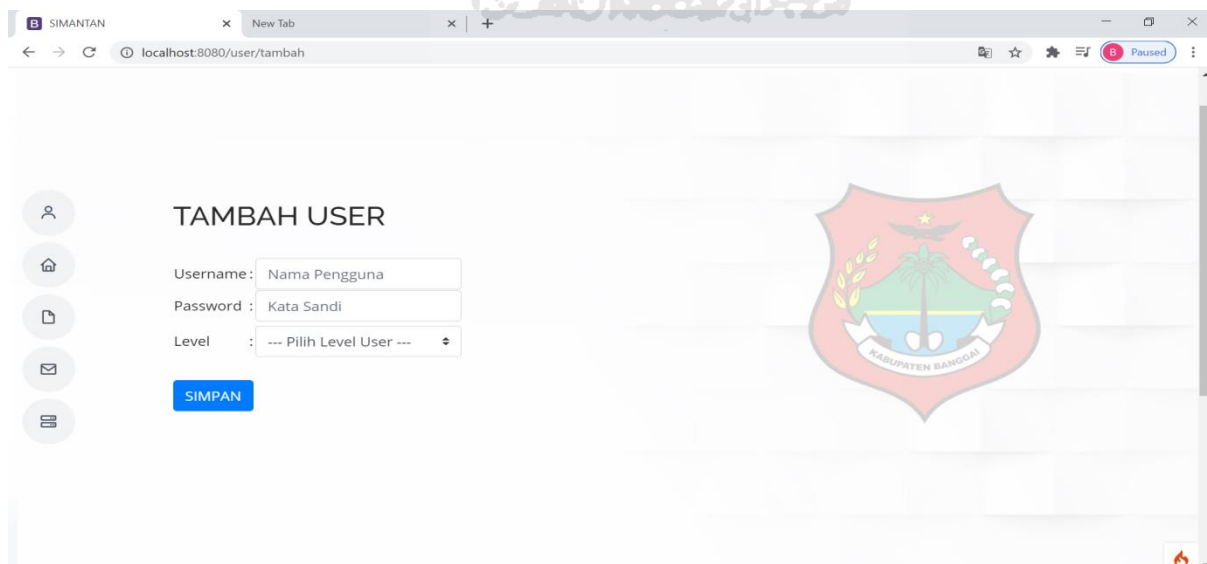 B SIMANTAN
New Tab
localhost:8080/user/tambah
B Paused
TAMBAH USER
Username : Nama Pengguna
Password : Kata Sandi
Level : --- Pilih Level User ---
SIMPAN
KABUPATEN BANGGAI